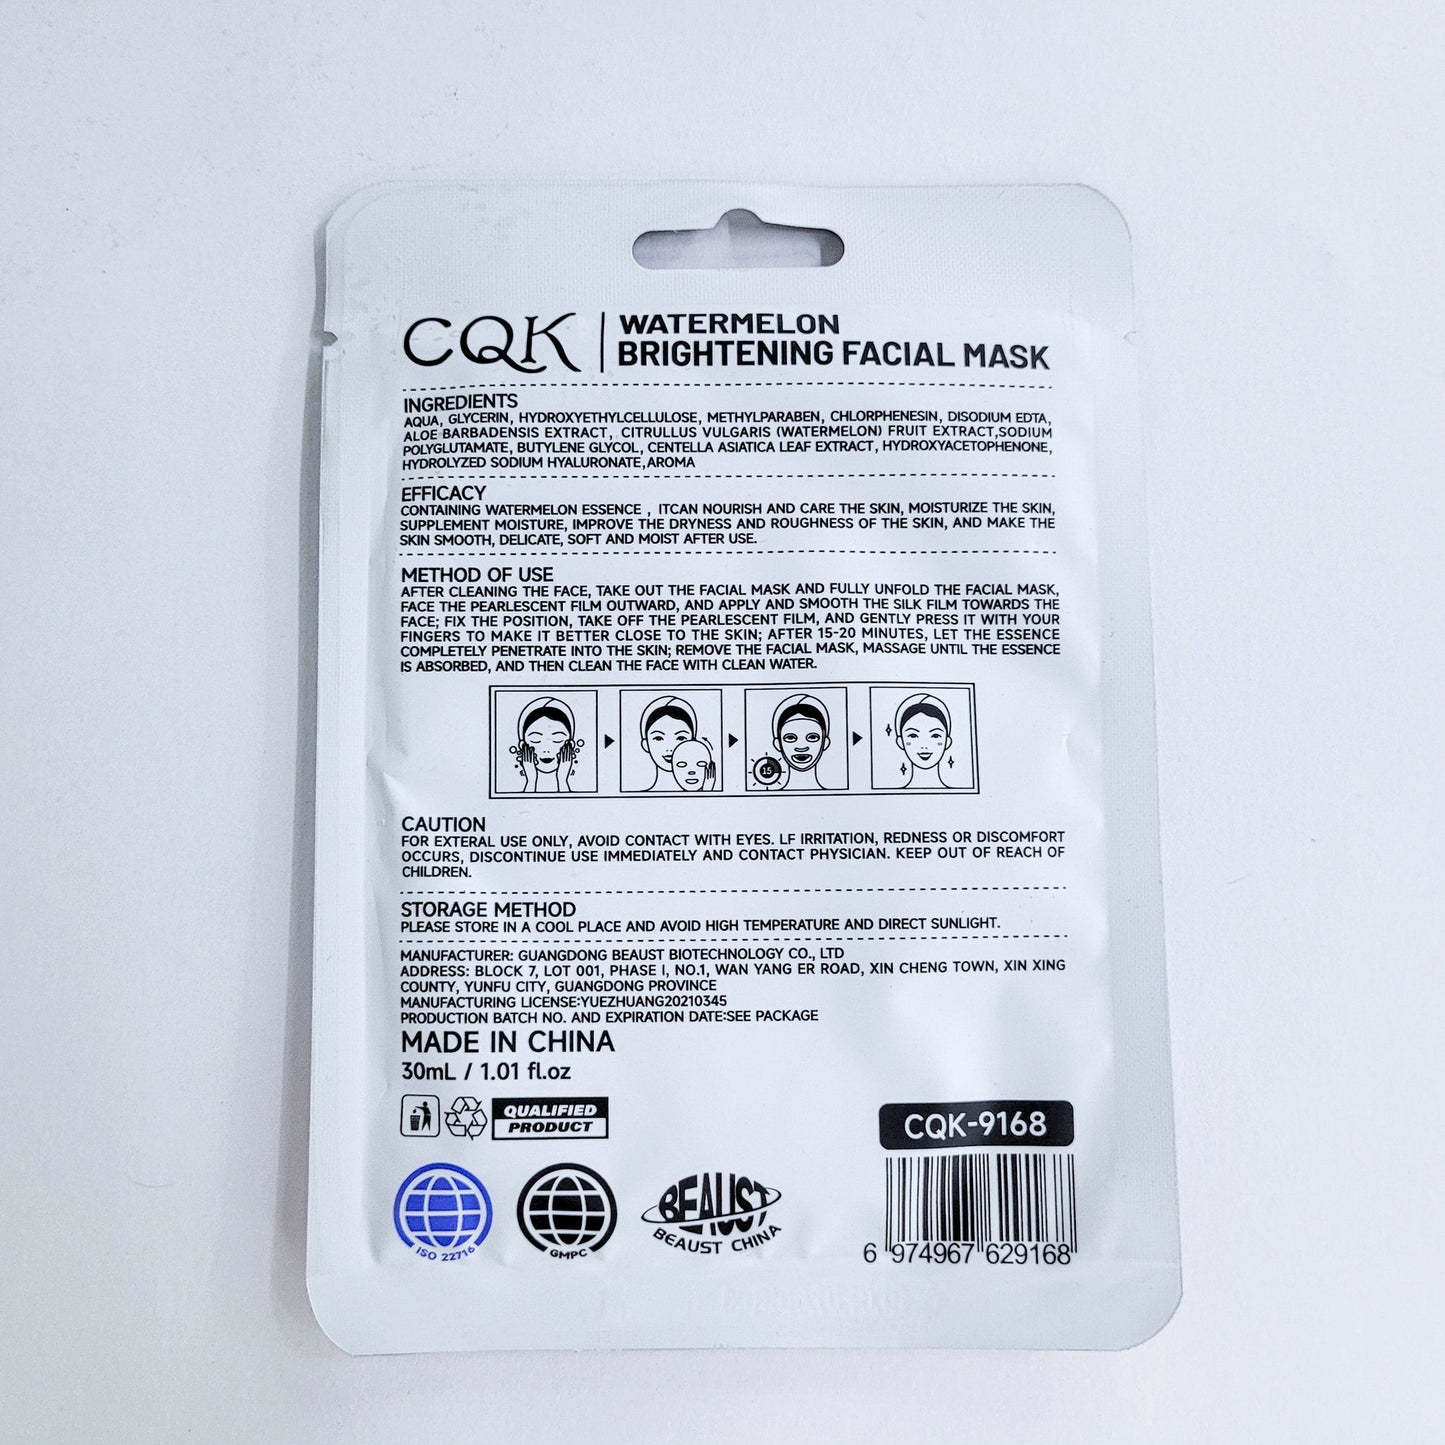 CQK
WATERMELON
BRIGHTENING FACIAL MASK
INGREDIENTS
AQUA, GLYCERIN, HYDROXYETHYLCELLULOSE, METHYLPARABEN, CHLORPHENESIN, DISODIUM EDTA,
ALOE BARBADENSIS EXTRACT, CITRULLUS VULGARIS (WATERMELON) FRUIT EXTRACT,SODIUM
POLYGLUTAMATE, BUTYLENE GLYCOL, CENTELLA ASIATICA LEAF EXTRACT, HYDROXYACETOPHENONE,
HYDROLYZED SODIUM HYALURONATE,AROMA
EFFICACY
CONTAINING WATERMELON ESSENCE , ITCAN NOURISH AND CARE THE SKIN, MOISTURIZE THE SKIN,
SUPPLEMENT MOISTURE, IMPROVE THE DRYNESS AND ROUGHNESS OF THE SKIN, AND MAKE THE
SKIN SMOOTH, DELICATE, SOFT AND MOIST AFTER USE.
METHOD OF USE
AFTER CLEANING THE FACE, TAKE OUT THE FACIAL MASK AND FULLY UNFOLD THE FACIAL MASK,
FACE THE PEARLESCENT FILM OUTWARD, AND APPLY AND SMOOTH THE SILK FILM TOWARDS THE
FACE; FIX THE POSITION, TAKE OFF THE PEARLESCENT FILM, AND GENTLY PRESS IT WITH YOUR
FINGERS TO MAKE IT BETTER CLOSE TO THE SKIN; AFTER 15-20 MINUTES, LET THE ESSENCE
COMPLETELY PENETRATE INTO THE SKIN; REMOVE THE FACIAL MASK, MASSAGE UNTIL THE ESSENCE
IS ABSORBED, AND THEN CLEAN THE FACE WITH CLEAN WATER.
15
CAUTION
FOR EXTERAL USE ONLY, AVOID CONTACT WITH EYES. LF IRRITATION, REDNESS OR DISCOMFORT
OCCURS, DISCONTINUE USE IMMEDIATELY AND CONTACT PHYSICIAN. KEEP OUT OF REACH OF
CHILDREN.
STORAGE METHOD
PLEASE STORE IN A COOL PLACE AND AVOID HIGH TEMPERATURE AND DIRECT SUNLIGHT.
MANUFACTURER: GUANGDONG BEAUST BIOTECHNOLOGY CO., LTD
ADDRESS: BLOCK 7, LOT 001, PHASE I, NO.1, WAN YANG ER ROAD, XIN CHENG TOWN, XIN XING
COUNTY, YUNFU CITY, GUANGDONG PROVINCE
MANUFACTURING LICENSE:YUEZHUANG20210345
PRODUCTION BATCH NO. AND EXPIRATION DATE:SEE PACKAGE
MADE IN CHINA
30mL / 1.01 fl.oz
QUALIFIED
PRODUCT
CQK-9168
ISO 22716
GMPC
BEAUST
BEAUST CHINA
6 974967 629168